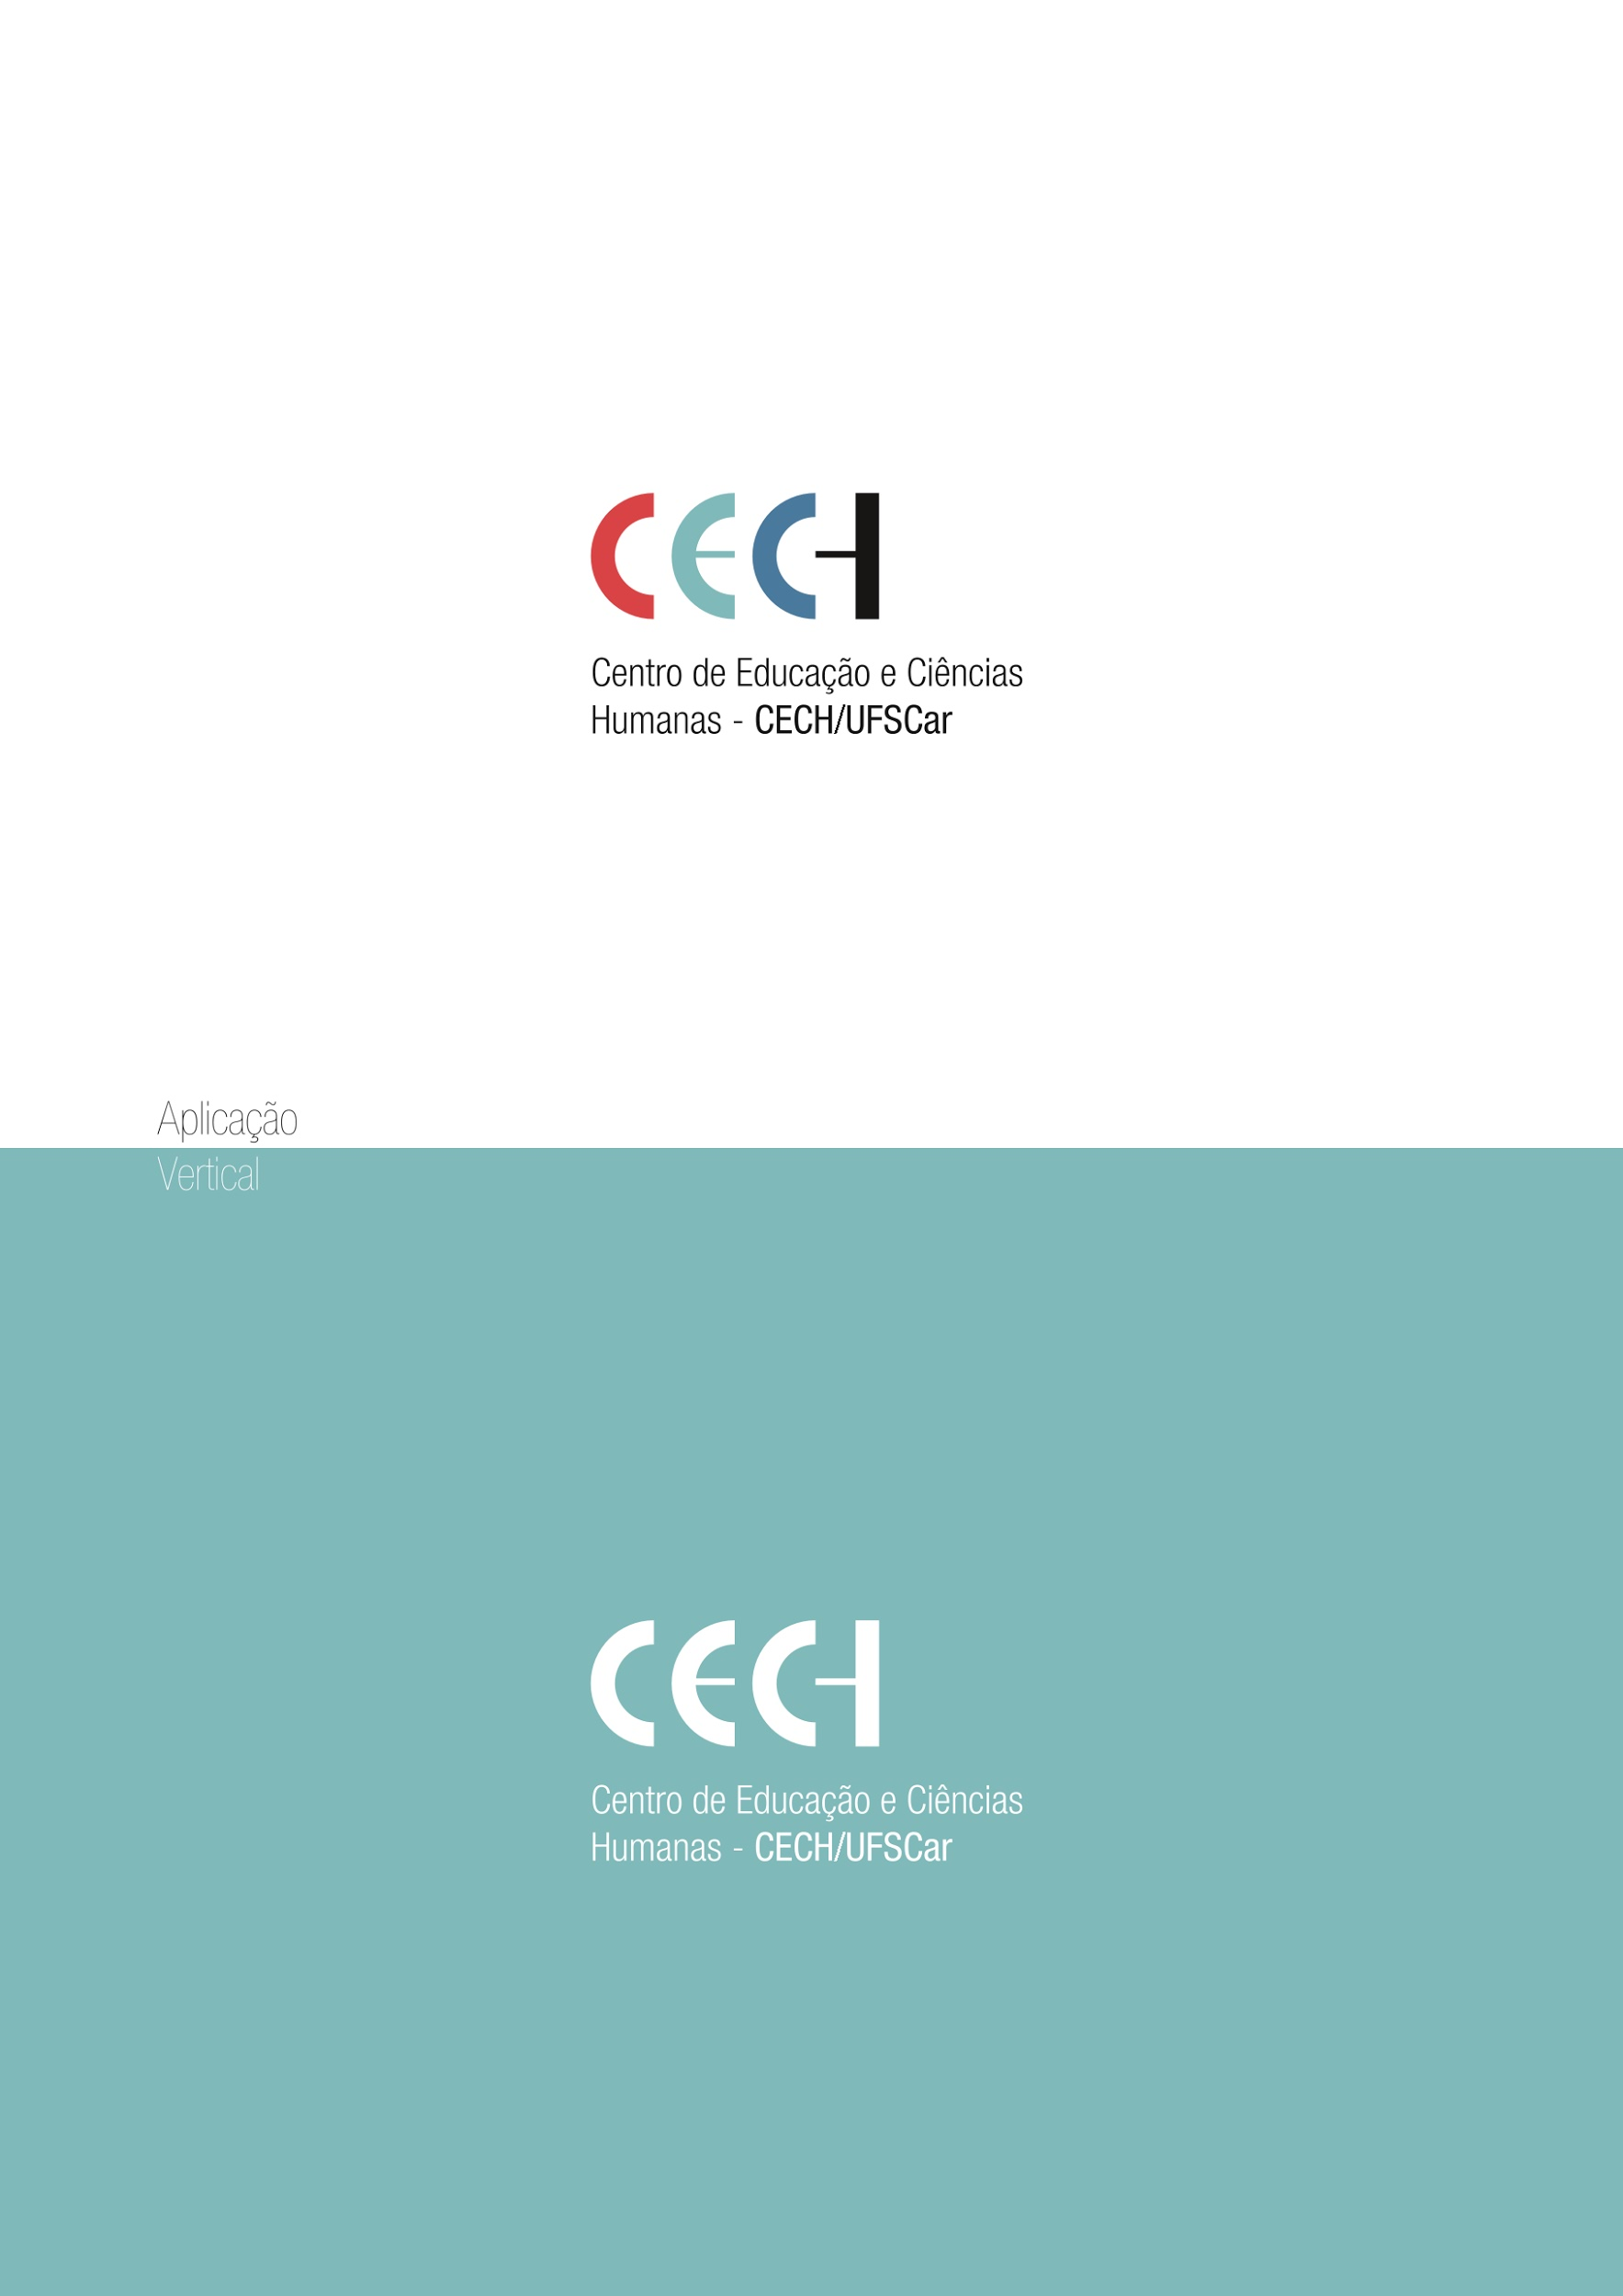 CECH
Centro de Educação e Ciências
Humanas - CECH/UFSCar
Aplicação
Vertical
CECH
Centro de Educação e Ciências
Humanas - CECH/UFSCar